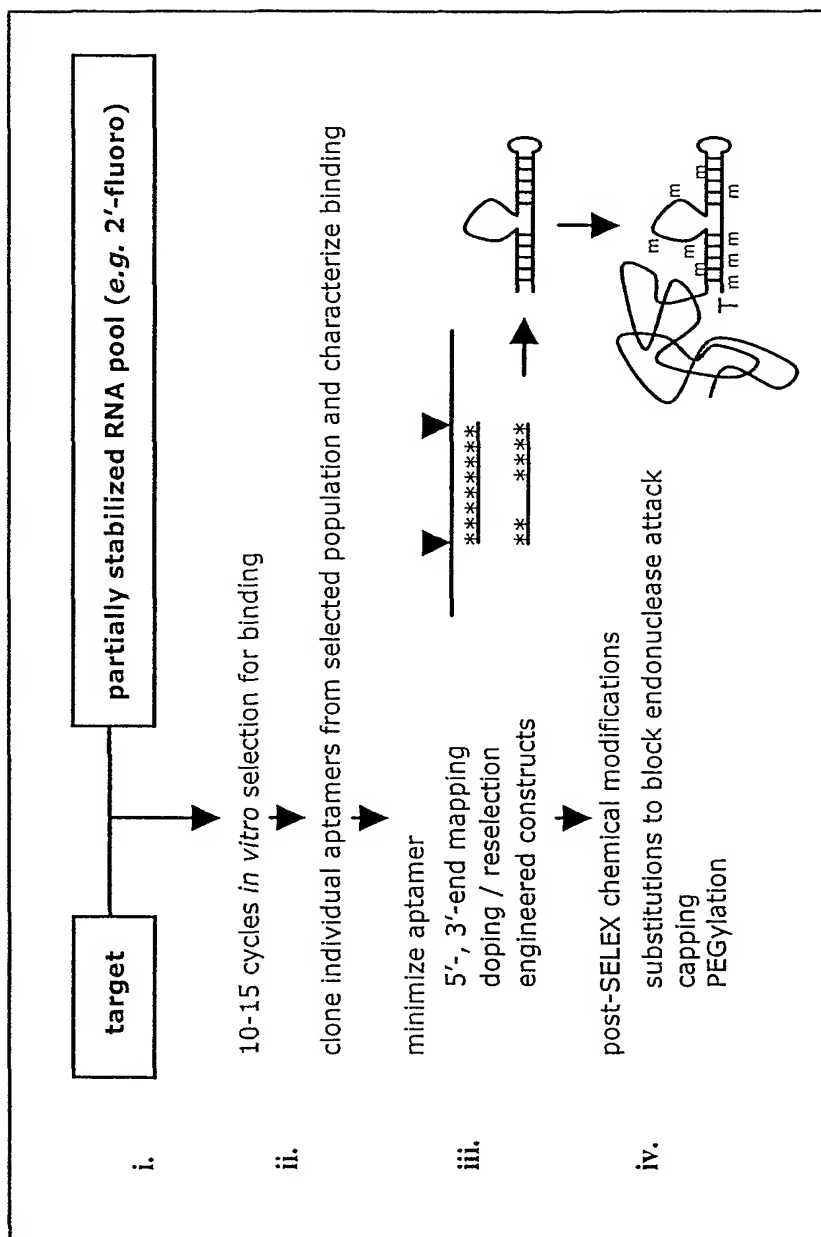 target
partially stabilized RNA pool (e.g. 2'-fluoro)
i.
10-15 cycles in vitro selection for binding
ii.
clone individual aptamers from selected population and characterize binding
iii.
minimize aptamer
5'-, 3'-end mapping
doping / reselection
*********
engineered constructs
** ****
iv.
post-SELEX chemical modifications
substitutions to block endonuclease attack
capping
PEGylation
m
m
m m
T
m m m m